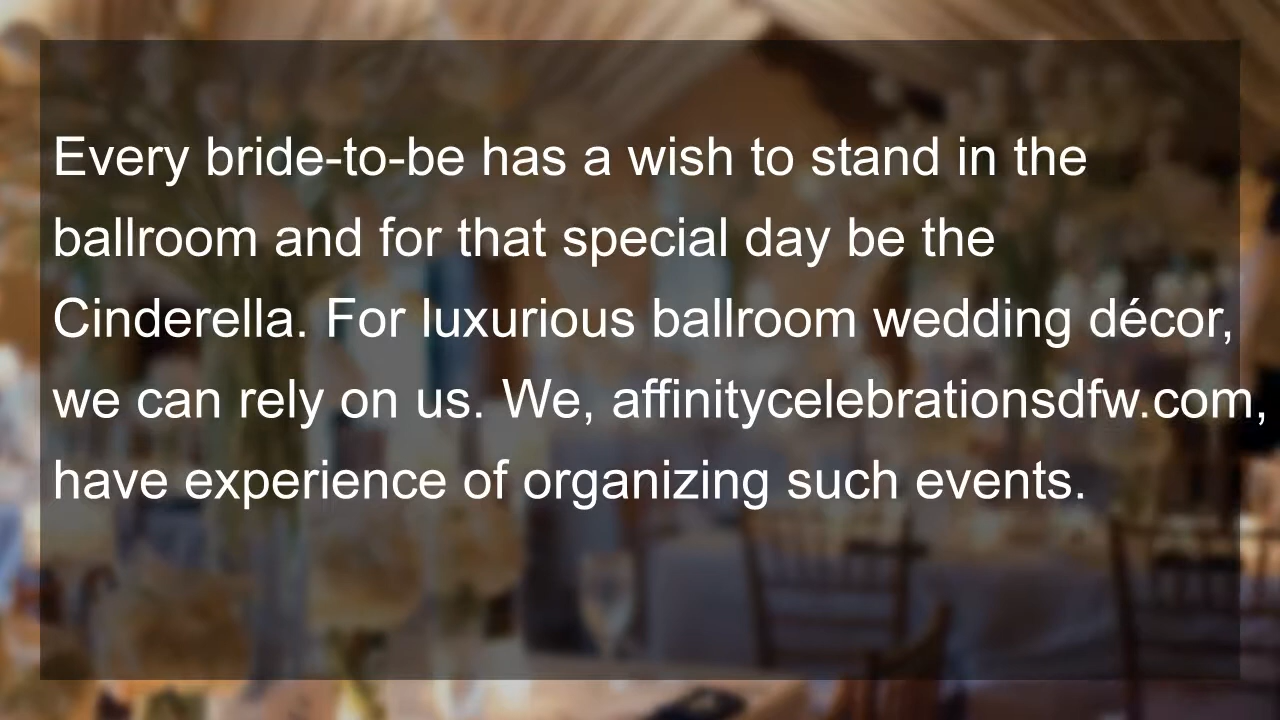 Every bride-to-be has a wish to stand in the
ballroom and for that special day be the
Cinderella. For luxurious ballroom wedding décor,
we can rely on us. We, affinitycelebrationsdfw.com,
have experience of organizing such events.